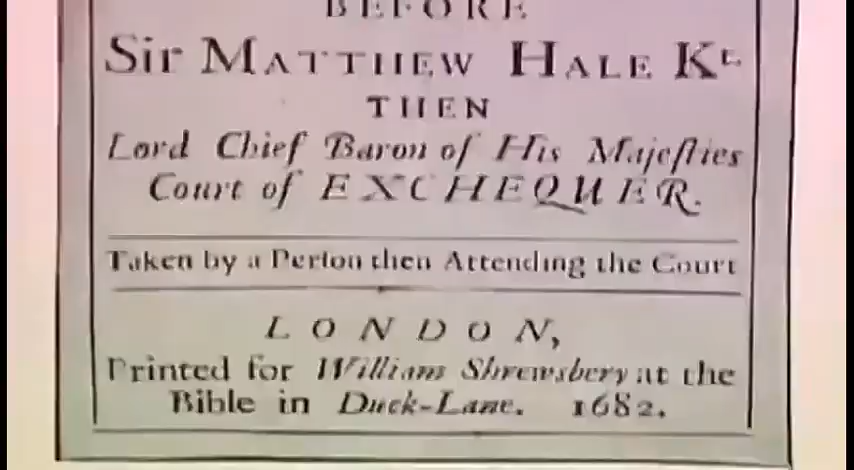 BEFORE
Sir MATTHEW HALE Kt.
THEN
Lord Chief Baron of His Majeſties
Court of EXCHEQUER.
Taken by a Perſon then Attending the Court
LONDON,
Printed for William Shrewsbery at the
Bible in Duck-Lane. 1682.